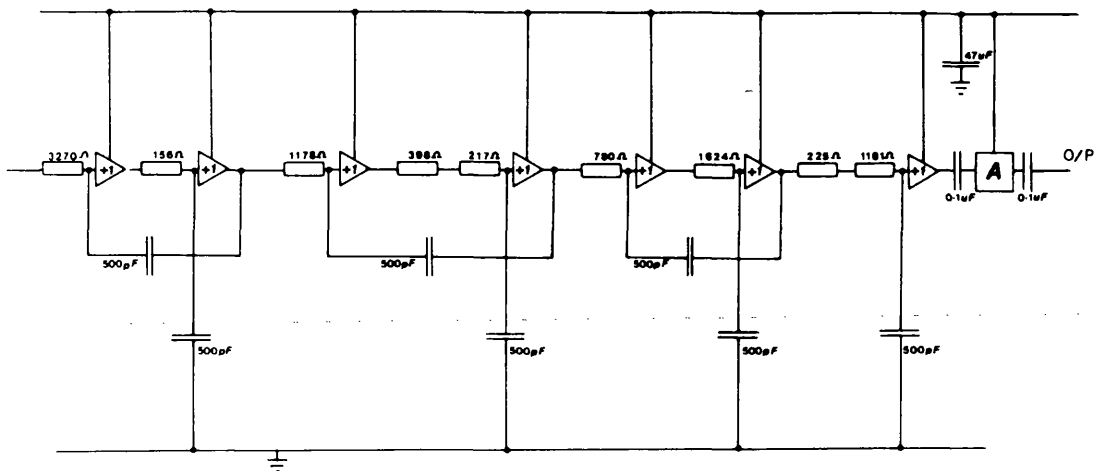 47uF
3270Ω
156Ω
1178Ω
398Ω
217Ω
780Ω
1624Ω
225Ω
1181Ω
O/P
+1
+1
+1
+1
+1
+1
+1
A
0·1uF
0·1uF
500pF
500pF
500pF
500pF
500pF
500pF
500pF